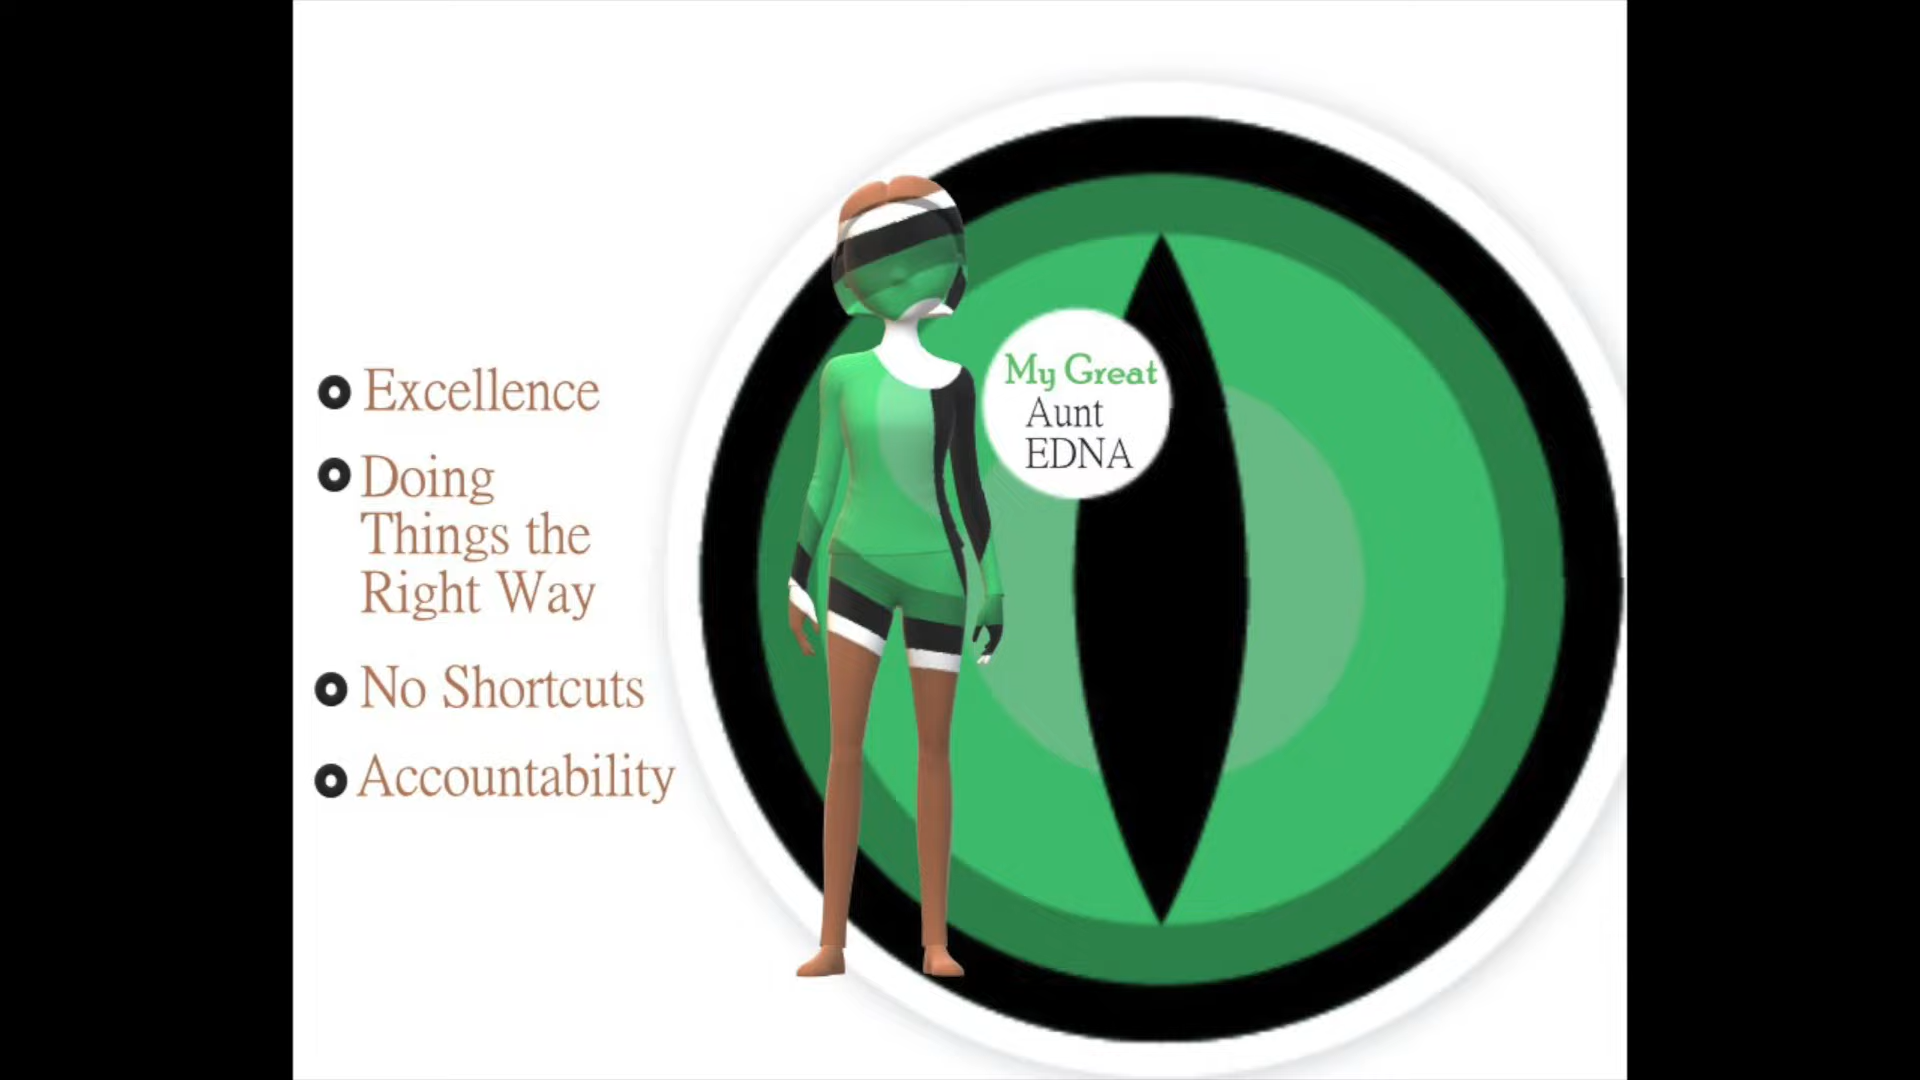 Excellence
Doing
Things the
Right Way
No Shortcuts
Accountability
My Great
Aunt
EDNA